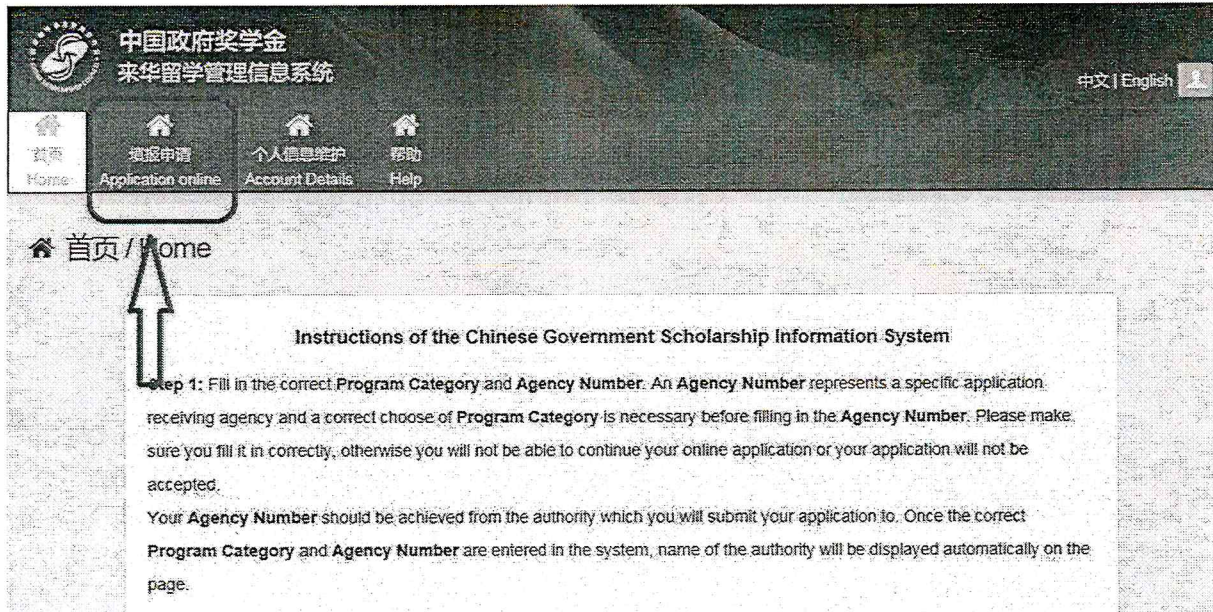 中国政府奖学金
来华留学管理信息系统
中文 | English
首页
Home
填报申请
Application online
个人信息维护
Account Details
帮助
Help
首页 / Home
Instructions of the Chinese Government Scholarship Information System
Step 1: Fill in the correct Program Category and Agency Number. An Agency Number represents a specific application
receiving agency and a correct choose of Program Category is necessary before filling in the Agency Number. Please make
sure you fill it in correctly, otherwise you will not be able to continue your online application or your application will not be
accepted.
Your Agency Number should be achieved from the authority which you will submit your application to. Once the correct
Program Category and Agency Number are entered in the system, name of the authority will be displayed automatically on the
page.